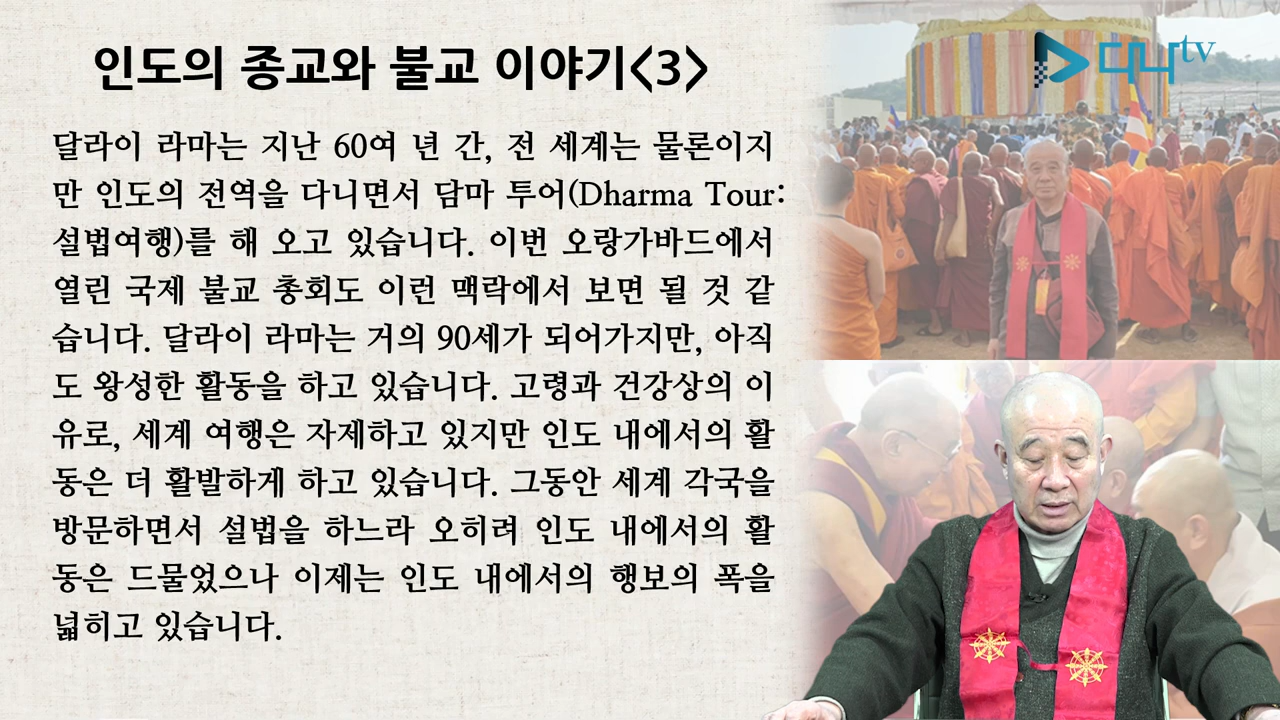 인도의 종교와 불교 이야기<3>
달라이 라마는 지난 60여 년 간, 전 세계는 물론이지
만 인도의 전역을 다니면서 담마 투어(Dharma Tour:
설법여행)를 해 오고 있습니다. 이번 오랑가바드에서
열린 국제 불교 총회도 이런 맥락에서 보면 될 것 같
습니다. 달라이 라마는 거의 90세가 되어가지만, 아직
도 왕성한 활동을 하고 있습니다. 고령과 건강상의 이
유로, 세계 여행은 자제하고 있지만 인도 내에서의 활
동은 더 활발하게 하고 있습니다. 그동안 세계 각국을
방문하면서 설법을 하느라 오히려 인도 내에서의 활
동은 드물었으나 이제는 인도 내에서의 행보의 폭을
넓히고 있습니다.
tv